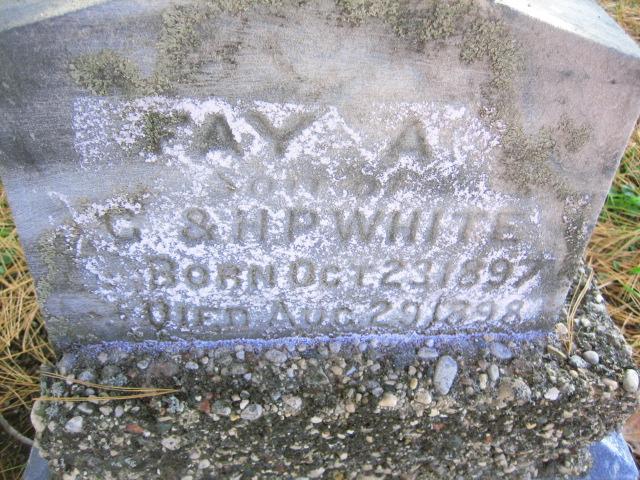 FAY A
Son of
G & H P WHITE
BORN OCT 23 1897
DIED AUG 29 1898